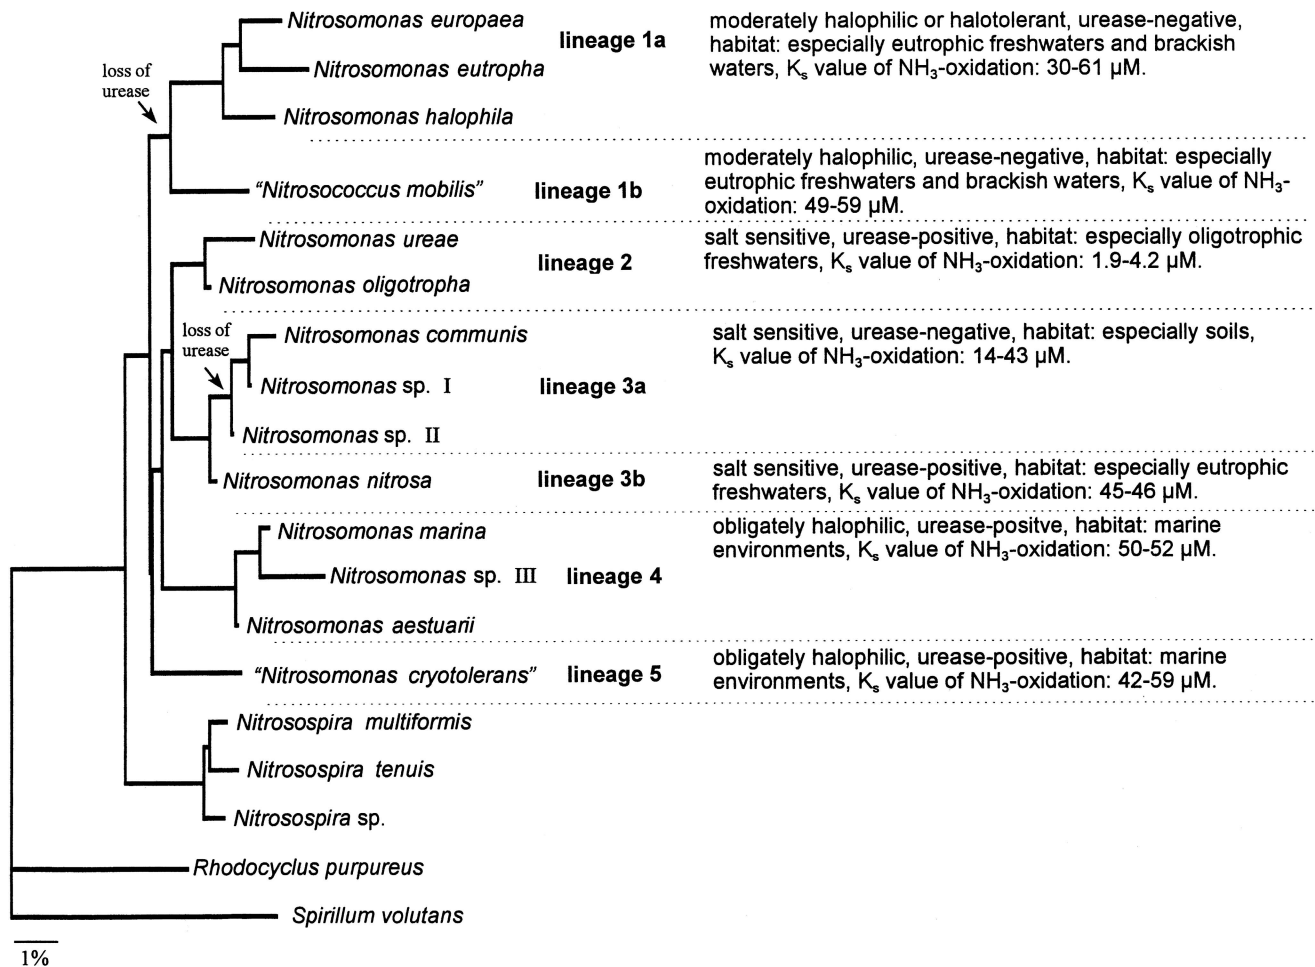 Nitrosomonas europaea
lineage 1a
moderately halophilic or halotolerant, urease-negative,
habitat: especially eutrophic freshwaters and brackish
waters, Ks value of NH3-oxidation: 30-61 µM.
loss of
urease
Nitrosomonas eutropha
Nitrosomonas halophila
"Nitrosococcus mobilis"
lineage 1b
moderately halophilic, urease-negative, habitat: especially
eutrophic freshwaters and brackish waters, Ks value of NH3-
oxidation: 49-59 µM.
Nitrosomonas ureae
lineage 2
salt sensitive, urease-positive, habitat: especially oligotrophic
freshwaters, Ks value of NH3-oxidation: 1.9-4.2 µM.
Nitrosomonas oligotropha
loss of
urease
Nitrosomonas communis
salt sensitive, urease-negative, habitat: especially soils,
Ks value of NH3-oxidation: 14-43 µM.
Nitrosomonas sp. I
lineage 3a
Nitrosomonas sp. II
Nitrosomonas nitrosa
lineage 3b
salt sensitive, urease-positive, habitat: especially eutrophic
freshwaters, Ks value of NH3-oxidation: 45-46 µM.
Nitrosomonas marina
obligately halophilic, urease-positve, habitat: marine
environments, Ks value of NH3-oxidation: 50-52 µM.
Nitrosomonas sp. III
lineage 4
Nitrosomonas aestuarii
"Nitrosomonas cryotolerans"
lineage 5
obligately halophilic, urease-positive, habitat: marine
environments, Ks value of NH3-oxidation: 42-59 µM.
Nitrosospira multiformis
Nitrosospira tenuis
Nitrosospira sp.
Rhodocyclus purpureus
Spirillum volutans
1%